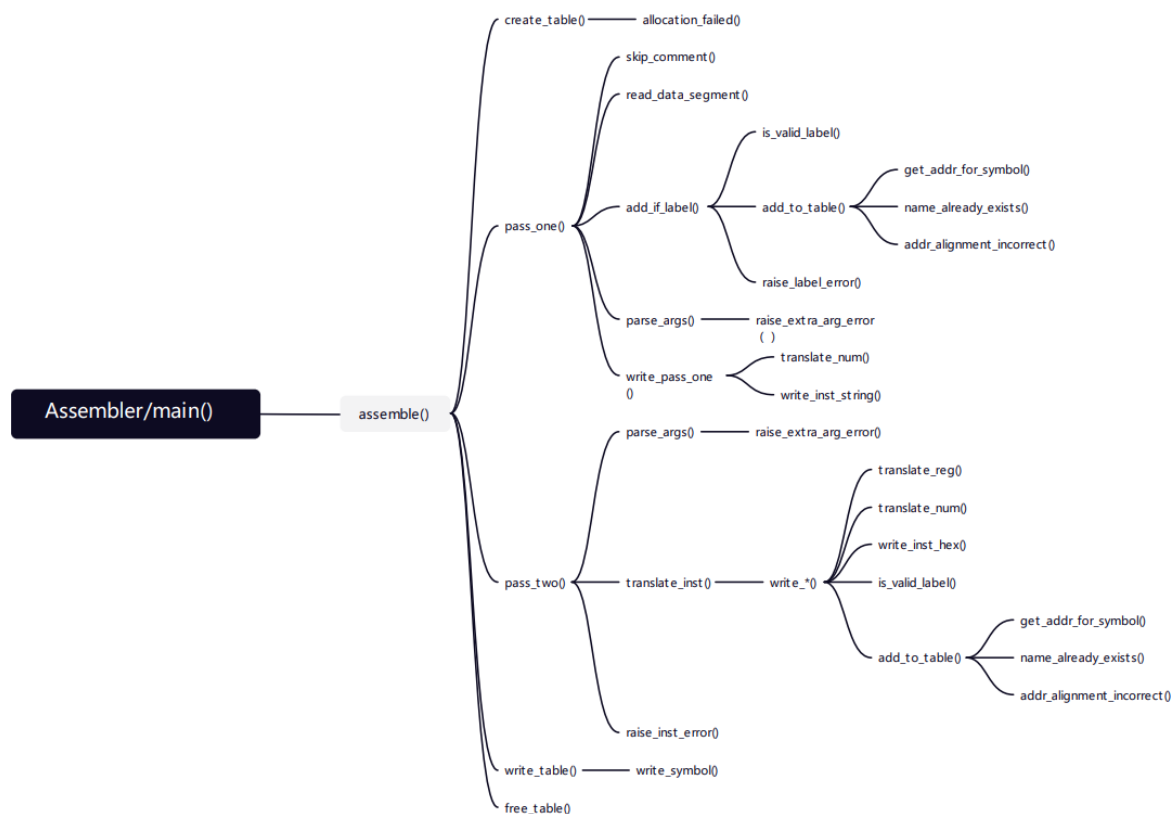 create_table()
allocation_failed()
skip_comment()
read_data_segment()
is_valid_label()
get_addr_for_symbol()
add_if_label()
add_to_table()
name_already_exists()
pass_one()
addr_alignment_incorrect()
raise_label_error()
parse_args()
raise_extra_arg_error
( )
translate_num()
write_pass_one
()
write_inst_string()
Assembler/main()
assemble()
parse_args()
raise_extra_arg_error()
translate_reg()
translate_num()
write_inst_hex()
pass_two()
translate_inst()
write_*()
is_valid_label()
get_addr_for_symbol()
add_to_table()
name_already_exists()
addr_alignment_incorrect()
raise_inst_error()
write_table()
write_symbol()
free_table()